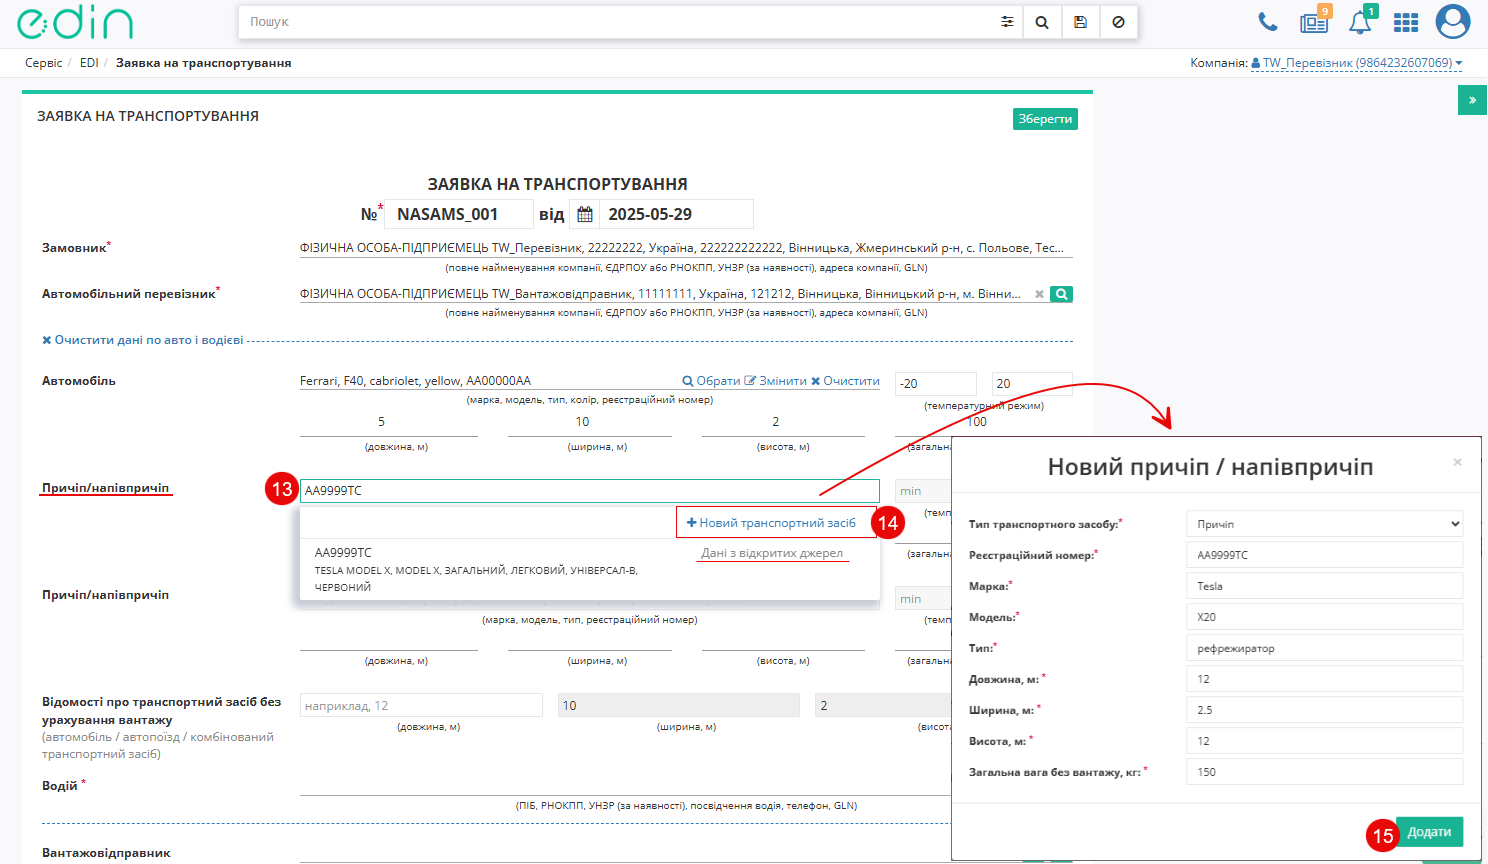 edin
Пошук
9
1
Сервіс / EDI / Заявка на транспортування
Компанія: TW_Перевізник (9864232607069)
»
ЗАЯВКА НА ТРАНСПОРТУВАННЯ
Зберегти
ЗАЯВКА НА ТРАНСПОРТУВАННЯ
№* NASAMS_001 від 2025-05-29
Замовник*
ФІЗИЧНА ОСОБА-ПІДПРИЄМЕЦЬ TW_Перевізник, 22222222, Україна, 222222222222, Вінницька, Жмеринський р-н, с. Польове, Тес...
(повне найменування компанії, ЄДРПОУ або РНОКПП, УНЗР (за наявності), адреса компанії, GLN)
Автомобільний перевізник*
ФІЗИЧНА ОСОБА-ПІДПРИЄМЕЦЬ TW_Вантажовідправник, 11111111, Україна, 121212, Вінницька, Вінницький р-н, м. Вінни...
(повне найменування компанії, ЄДРПОУ або РНОКПП, УНЗР (за наявності), адреса компанії, GLN)
Очистити дані по авто і водієві
Автомобіль
Ferrari, F40, cabriolet, yellow, AA00000AA
Обрати Змінити Очистити
-20 20
(марка, модель, тип, колір, реєстраційний номер)
(температурний режим)
5 10 2 100
(довжина, м) (ширина, м) (висота, м) (загальн
Причіп/напівпричіп
13
AA9999TC
min
(темп
+ Новий транспортний засіб
14
AA9999TC
Дані з відкритих джерел
TESLA MODEL X, MODEL X, ЗАГАЛЬНИЙ, ЛЕГКОВИЙ, УНІВЕРСАЛ-B,
ЧЕРВОНИЙ
(загальн
Причіп/напівпричіп
min
(марка, модель, тип, реєстраційний номер)
(темп
(довжина, м) (ширина, м) (висота, м) (загальн
Відомості про транспортний засіб без
урахування вантажу
(автомобіль / автопоїзд / комбінований
транспортний засіб)
наприклад, 12 10 2
(довжина, м) (ширина, м) (висота
Водій *
(ПІБ, РНОКПП, УНЗР (за наявності), посвідчення водія, телефон, GLN)
Вантажовідправник
Новий причіп / напівпричіп
×
Тип транспортного засобу:* Причіп
Реєстраційний номер:* AA9999TC
Марка:* Tesla
Модель:* X20
Тип:* рефрежиратор
Довжина, м: * 12
Ширина, м: * 2.5
Висота, м: * 12
Загальна вага без вантажу, кг: * 150
15
Додати